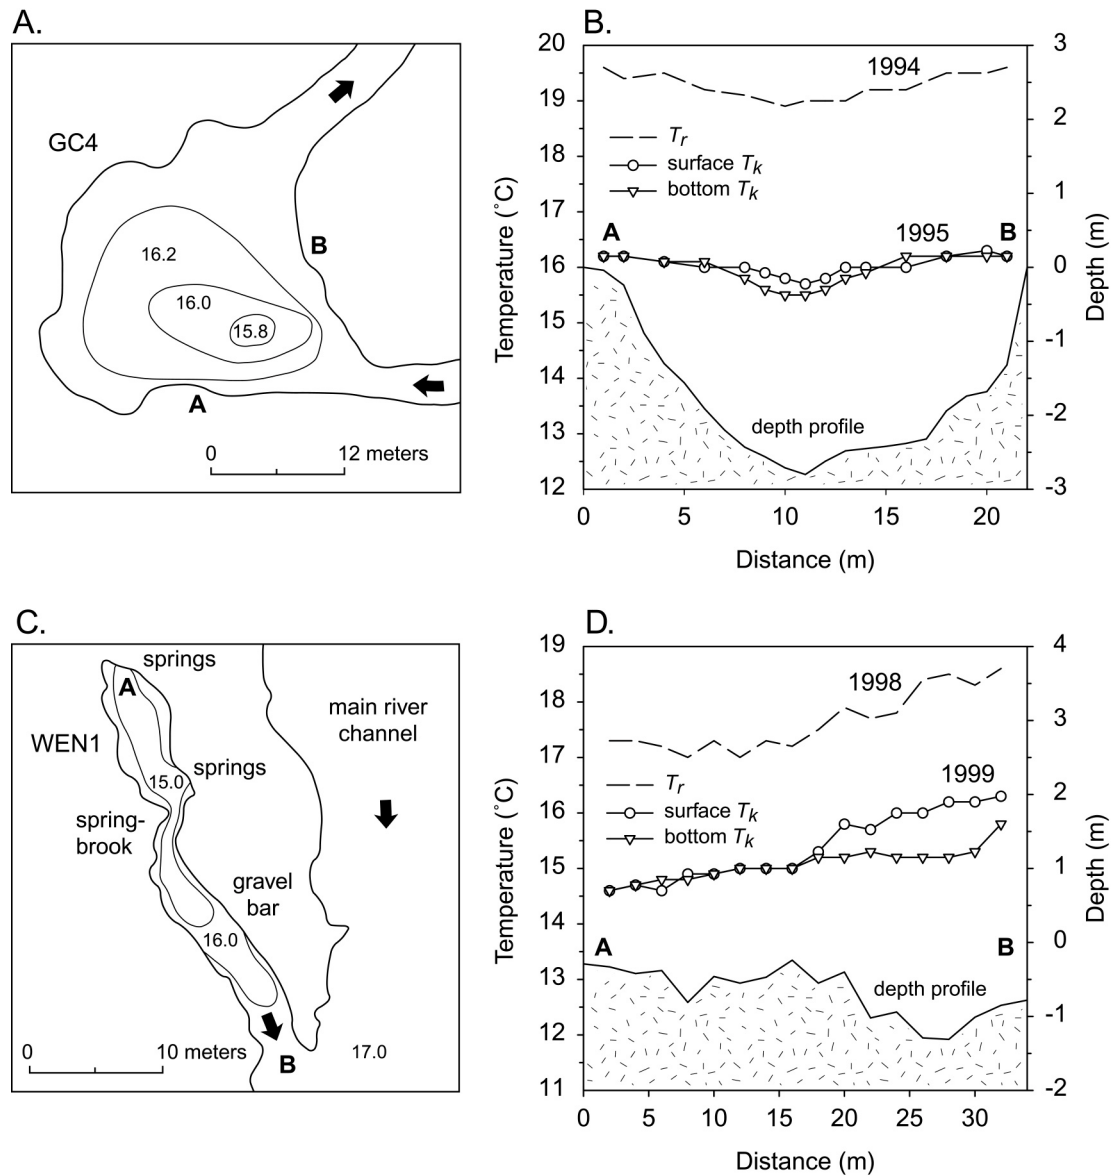 A.
GC4
16.2
16.0
15.8
B
A
0 12 meters
B.
20
19
18
17
16
15
14
13
12
Temperature (˚C)
3
2
1
0
-1
-2
-3
Depth (m)
1994
Tr
surface Tk
bottom Tk
A
1995
B
depth profile
0 5 10 15 20
Distance (m)
C.
springs
A
main river
channel
WEN1
springs
15.0
spring-
brook
gravel
bar
16.0
0 10 meters
B
17.0
D.
19
18
17
16
15
14
13
12
11
Temperature (˚C)
4
3
2
1
0
-1
-2
Depth (m)
1998
Tr
surface Tk
bottom Tk
1999
A
B
depth profile
0 5 10 15 20 25 30
Distance (m)